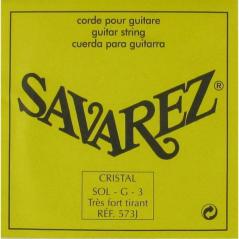 corde pour guitare
guitar string
cuerda para guitarra
SAVAREZ®
CRISTAL
SOL - G - 3
Très fort tirant
RÉF. 573J